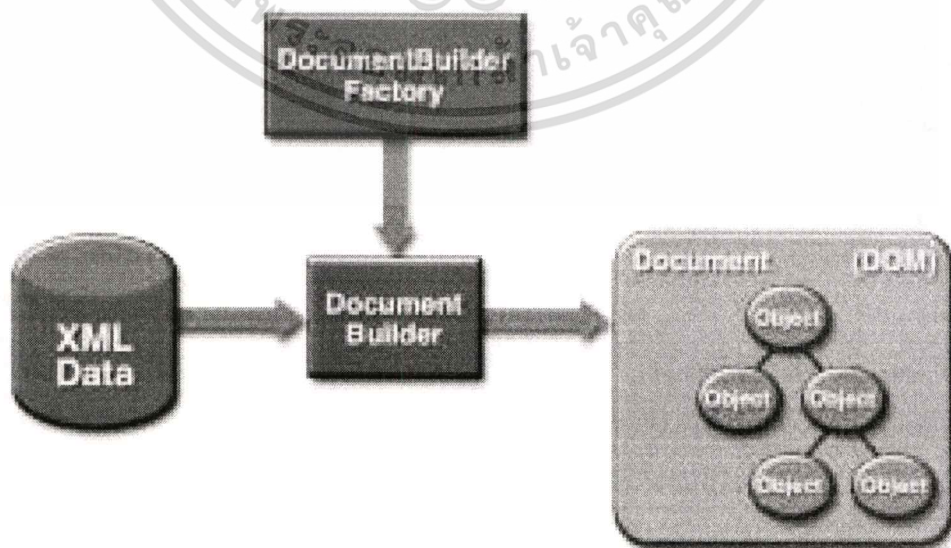 DocumentBuilder
Factory
XML
Data
Document
Builder
Document (DOM)
Object
Object Object
Object Object